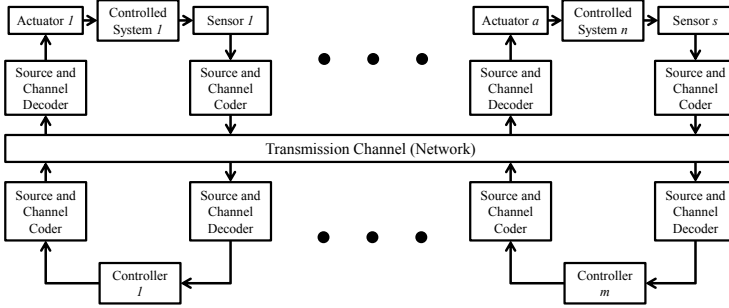 Actuator 1
Controlled
System 1
Sensor 1
Actuator a
Controlled
System n
Sensor s
Source and
Channel
Decoder
Source and
Channel
Coder
Source and
Channel
Decoder
Source and
Channel
Coder
Transmission Channel (Network)
Source and
Channel
Coder
Source and
Channel
Decoder
Source and
Channel
Coder
Source and
Channel
Decoder
Controller
1
Controller
m